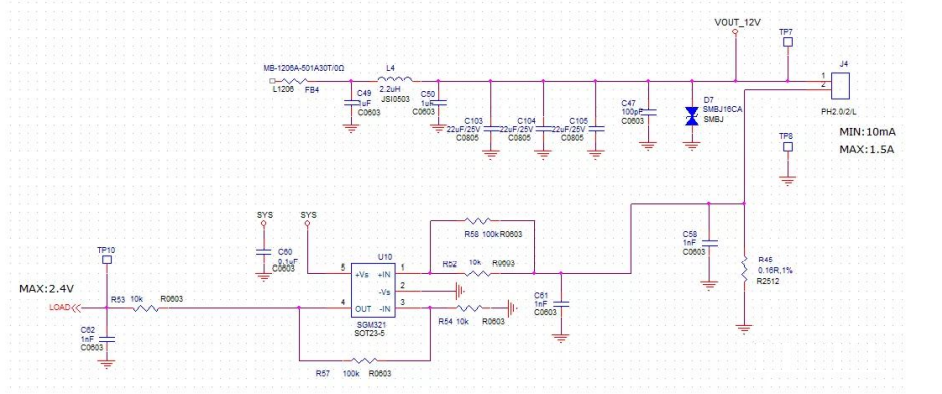 VOUT_12V
TP7
MB-1206A-501A30T/0Ω
L4
J4
L1206
FB4
2.2uH
JSI0503
C49
1uF
C0603
C50
1uF
C0603
C103
22uF/25V
C0805
C104
22uF/25V
C0805
C105
22uF/25V
C0805
C47
100pF
C0603
D7
SMBJ16CA
SMBJ
1
2
PH2.0/2/L
MIN:10mA
MAX:1.5A
TP8
SYS
SYS
C60
0.1uF
C0603
R58 100k R0603
U10
R52 10k R0603
5 +Vs +IN 1
-Vs 2
4 OUT -IN 3
SGM321
SOT23-5
R54 10k R0603
C61
1nF
C0603
C58
1nF
C0603
R45
0.16R,1%
R2512
TP10
MAX:2.4V
LOAD
R53 10k R0603
C62
1nF
C0603
R57 100k R0603